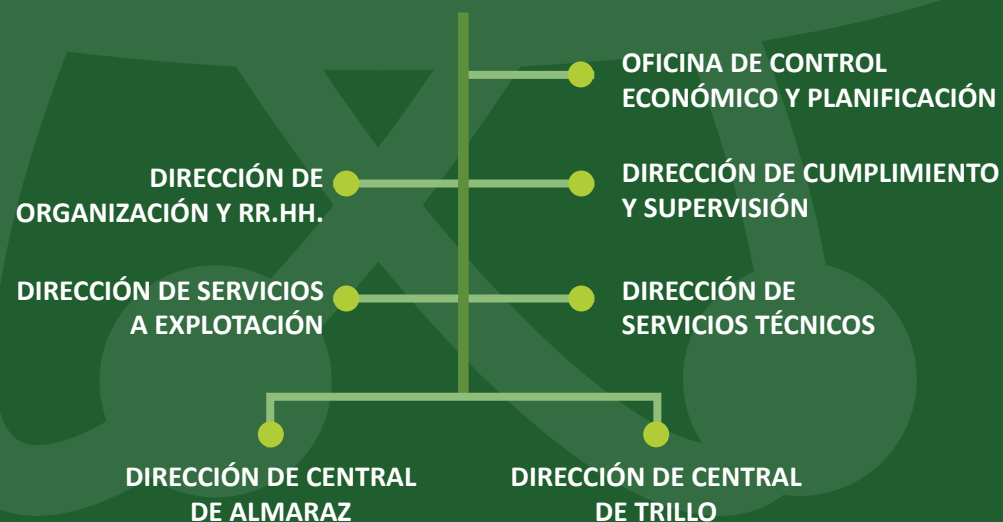 OFICINA DE CONTROL
ECONÓMICO Y PLANIFICACIÓN
DIRECCIÓN DE
ORGANIZACIÓN Y RR.HH.
DIRECCIÓN DE CUMPLIMIENTO
Y SUPERVISIÓN
DIRECCIÓN DE SERVICIOS
A EXPLOTACIÓN
DIRECCIÓN DE
SERVICIOS TÉCNICOS
DIRECCIÓN DE CENTRAL
DE ALMARAZ
DIRECCIÓN DE CENTRAL
DE TRILLO